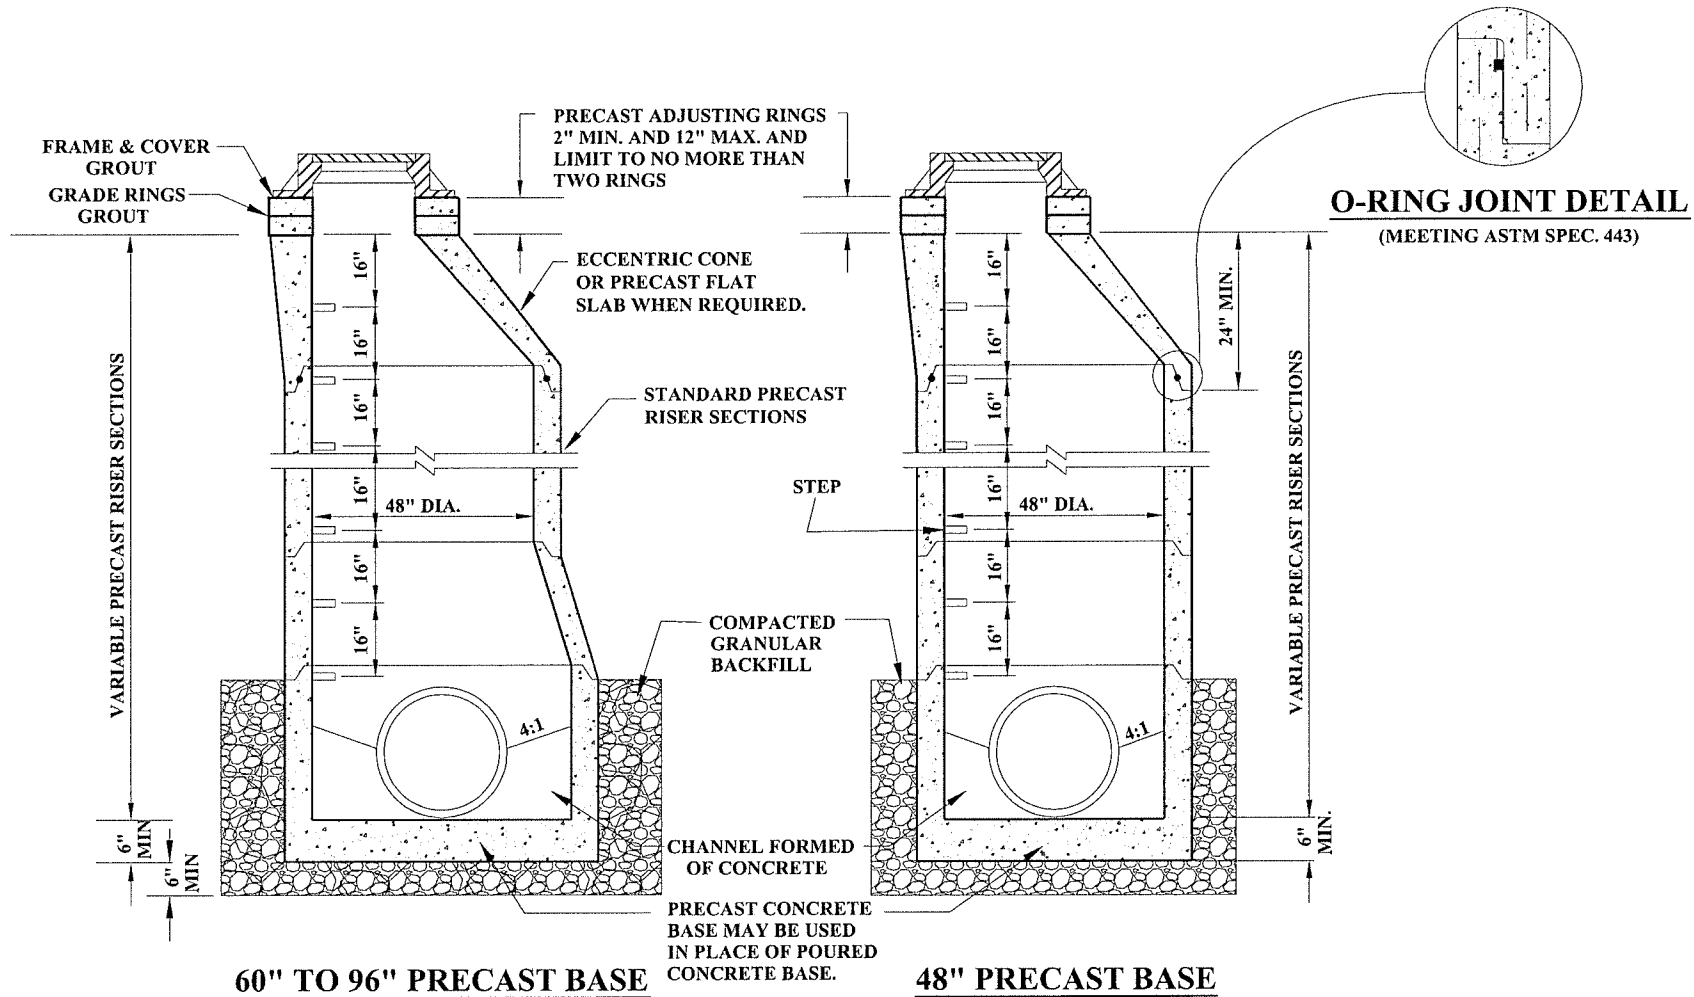 FRAME & COVER
GROUT
GRADE RINGS
GROUT
PRECAST ADJUSTING RINGS
2" MIN. AND 12" MAX. AND
LIMIT TO NO MORE THAN
TWO RINGS
O-RING JOINT DETAIL
(MEETING ASTM SPEC. 443)
ECCENTRIC CONE
OR PRECAST FLAT
SLAB WHEN REQUIRED.
STANDARD PRECAST
RISER SECTIONS
VARIABLE PRECAST RISER SECTIONS
16"
16"
16"
16"
16"
16"
48" DIA.
4:1
6"
MIN
6"
MIN
STEP
COMPACTED
GRANULAR
BACKFILL
CHANNEL FORMED
OF CONCRETE
PRECAST CONCRETE
BASE MAY BE USED
IN PLACE OF POURED
CONCRETE BASE.
16"
16"
16"
16"
16"
16"
48" DIA.
4:1
24" MIN.
VARIABLE PRECAST RISER SECTIONS
6"
MIN.
60" TO 96" PRECAST BASE
48" PRECAST BASE